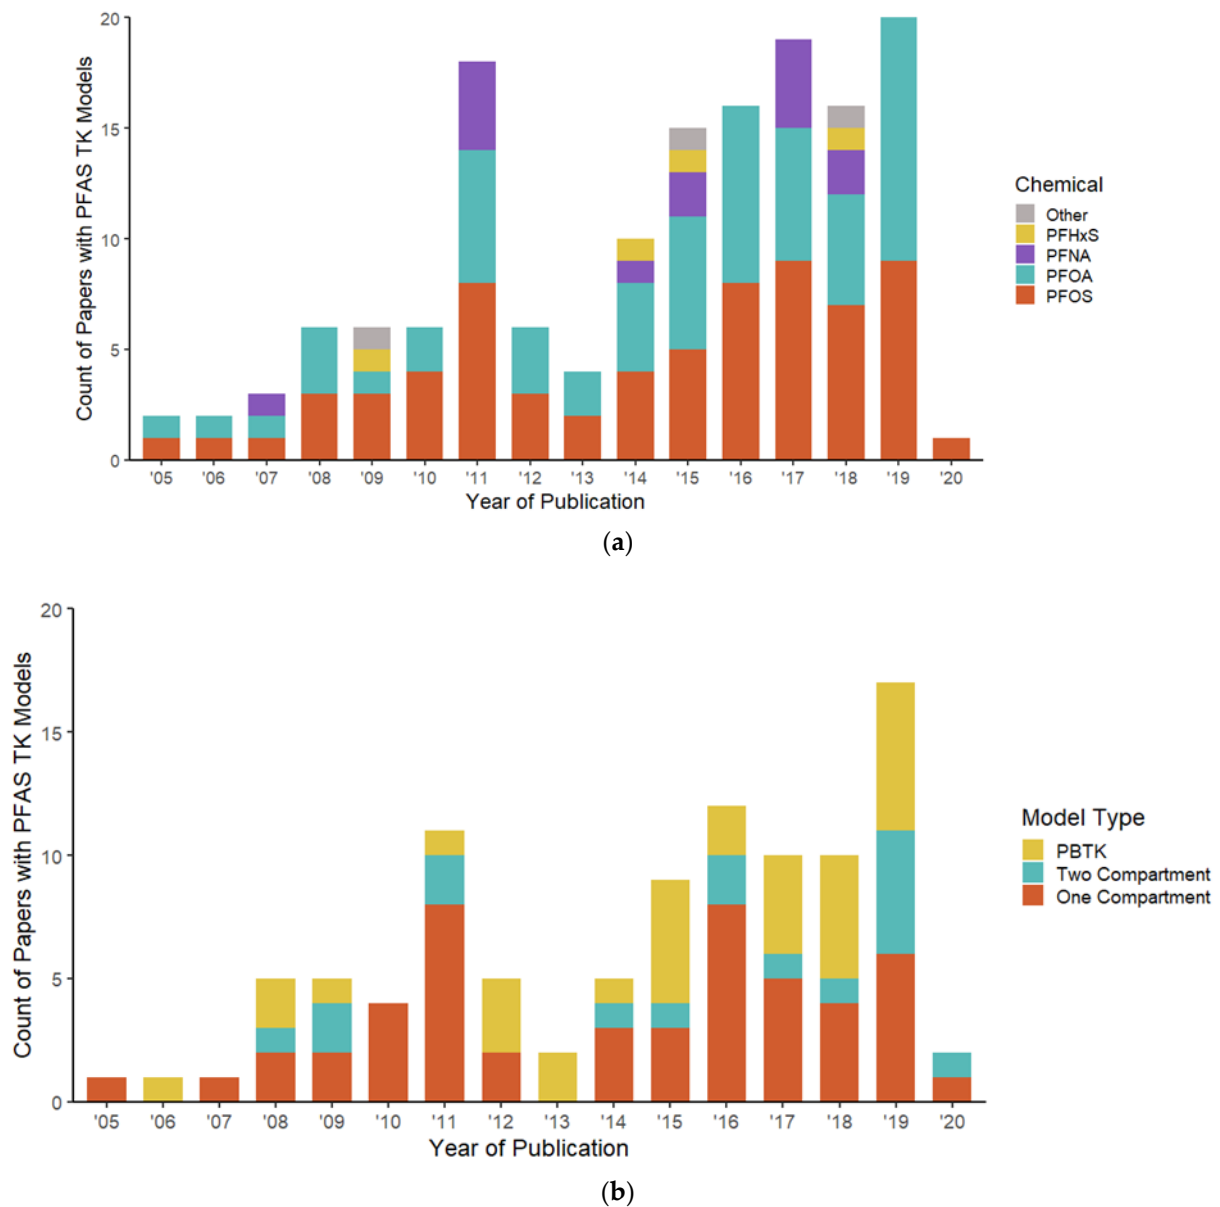 Count of Papers with PFAS TK Models
20
15
10
5
0
'05 '06 '07 '08 '09 '10 '11 '12 '13 '14 '15 '16 '17 '18 '19 '20
Year of Publication
Chemical
Other
PFHxS
PFNA
PFOA
PFOS
(a)
Count of Papers with PFAS TK Models
20
15
10
5
0
'05 '06 '07 '08 '09 '10 '11 '12 '13 '14 '15 '16 '17 '18 '19 '20
Year of Publication
Model Type
PBTK
Two Compartment
One Compartment
(b)